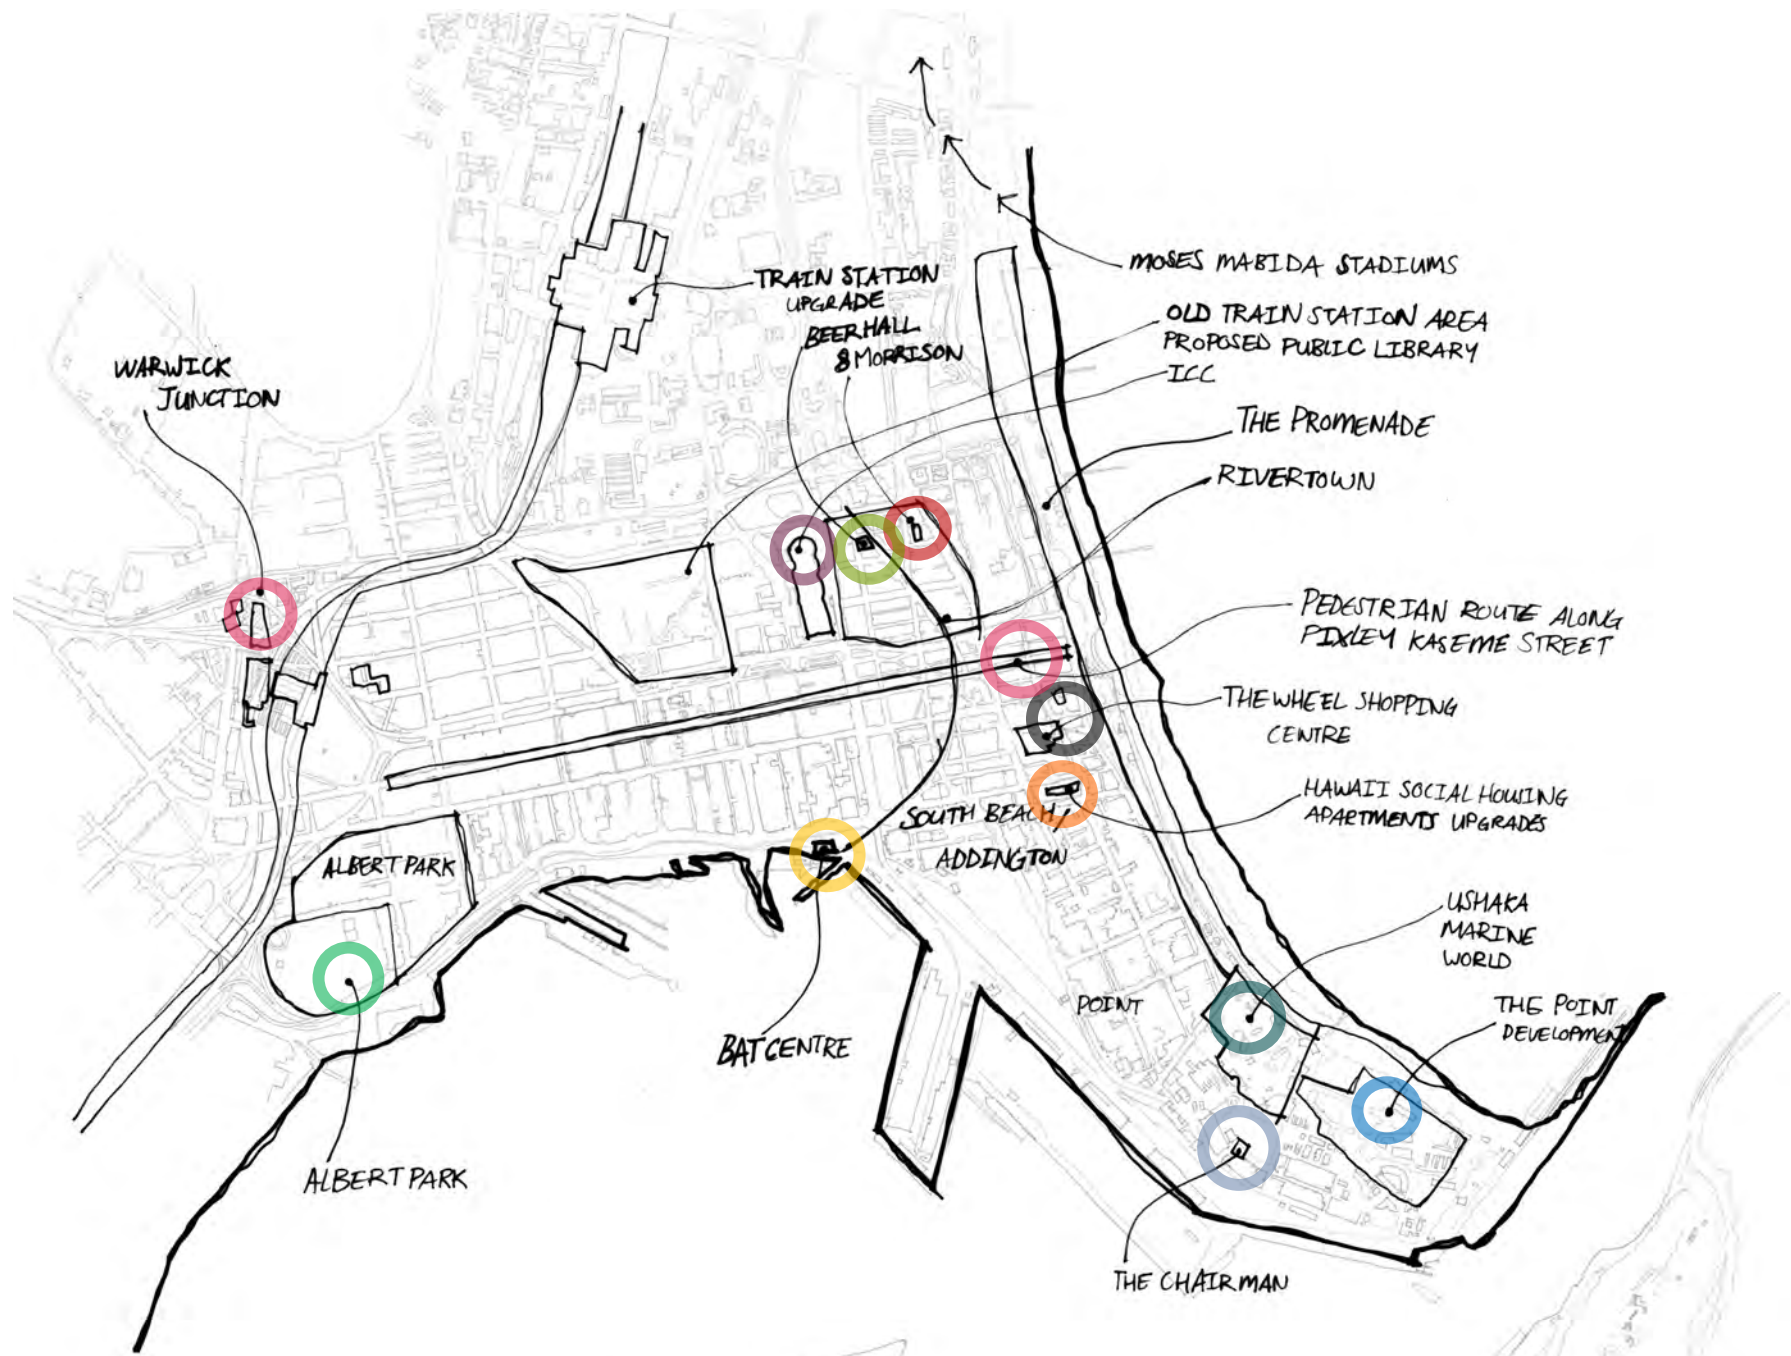 MOSES MABIDA STADIUMS
TRAIN STATION
UPGRADE
BEERHALL
& MORRISON
OLD TRAIN STATION AREA
PROPOSED PUBLIC LIBRARY
ICC
WARWICK
JUNCTION
THE PROMENADE
RIVERTOWN
PEDESTRIAN ROUTE ALONG
PIXLEY KASEME STREET
THE WHEEL SHOPPING
CENTRE
HAWAII SOCIAL HOUSING
APARTMENTS UPGRADES
SOUTH BEACH/
ADDINGTON
ALBERT PARK
USHAKA
MARINE
WORLD
POINT
THE POINT
DEVELOPMENT
BAT CENTRE
ALBERT PARK
THE CHAIRMAN